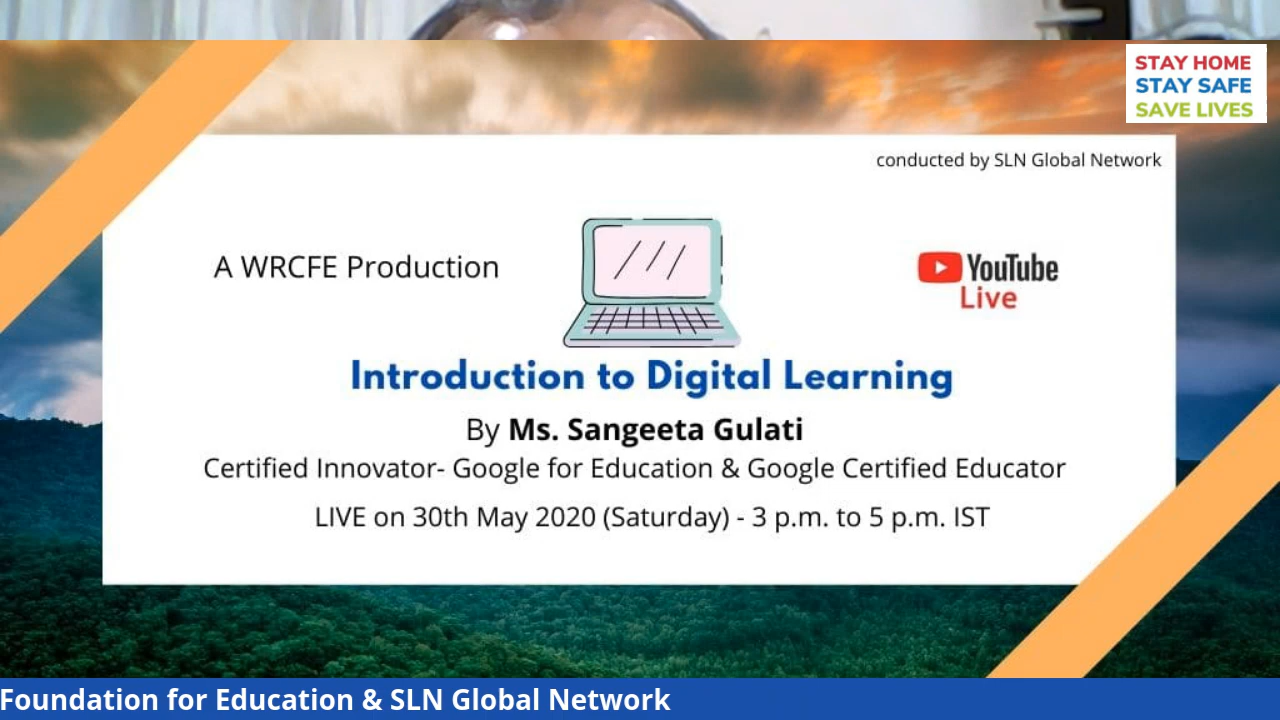 STAY HOME
STAY SAFE
SAVE LIVES
conducted by SLN Global Network
A WRCFE Production
YouTube
Live
Introduction to Digital Learning
By Ms. Sangeeta Gulati
Certified Innovator- Google for Education & Google Certified Educator
LIVE on 30th May 2020 (Saturday) - 3 p.m. to 5 p.m. IST
Foundation for Education & SLN Global Network